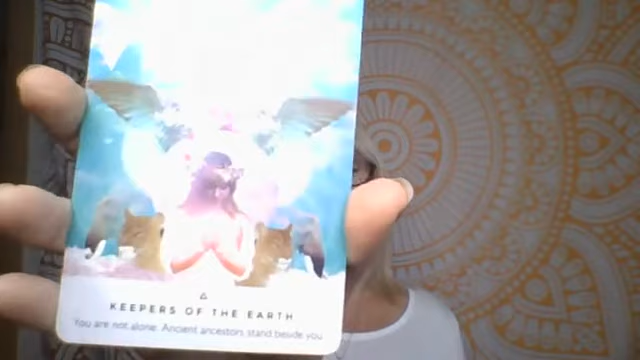 KEEPERS OF THE EARTH
You are not alone. Ancient ancestors stand beside you